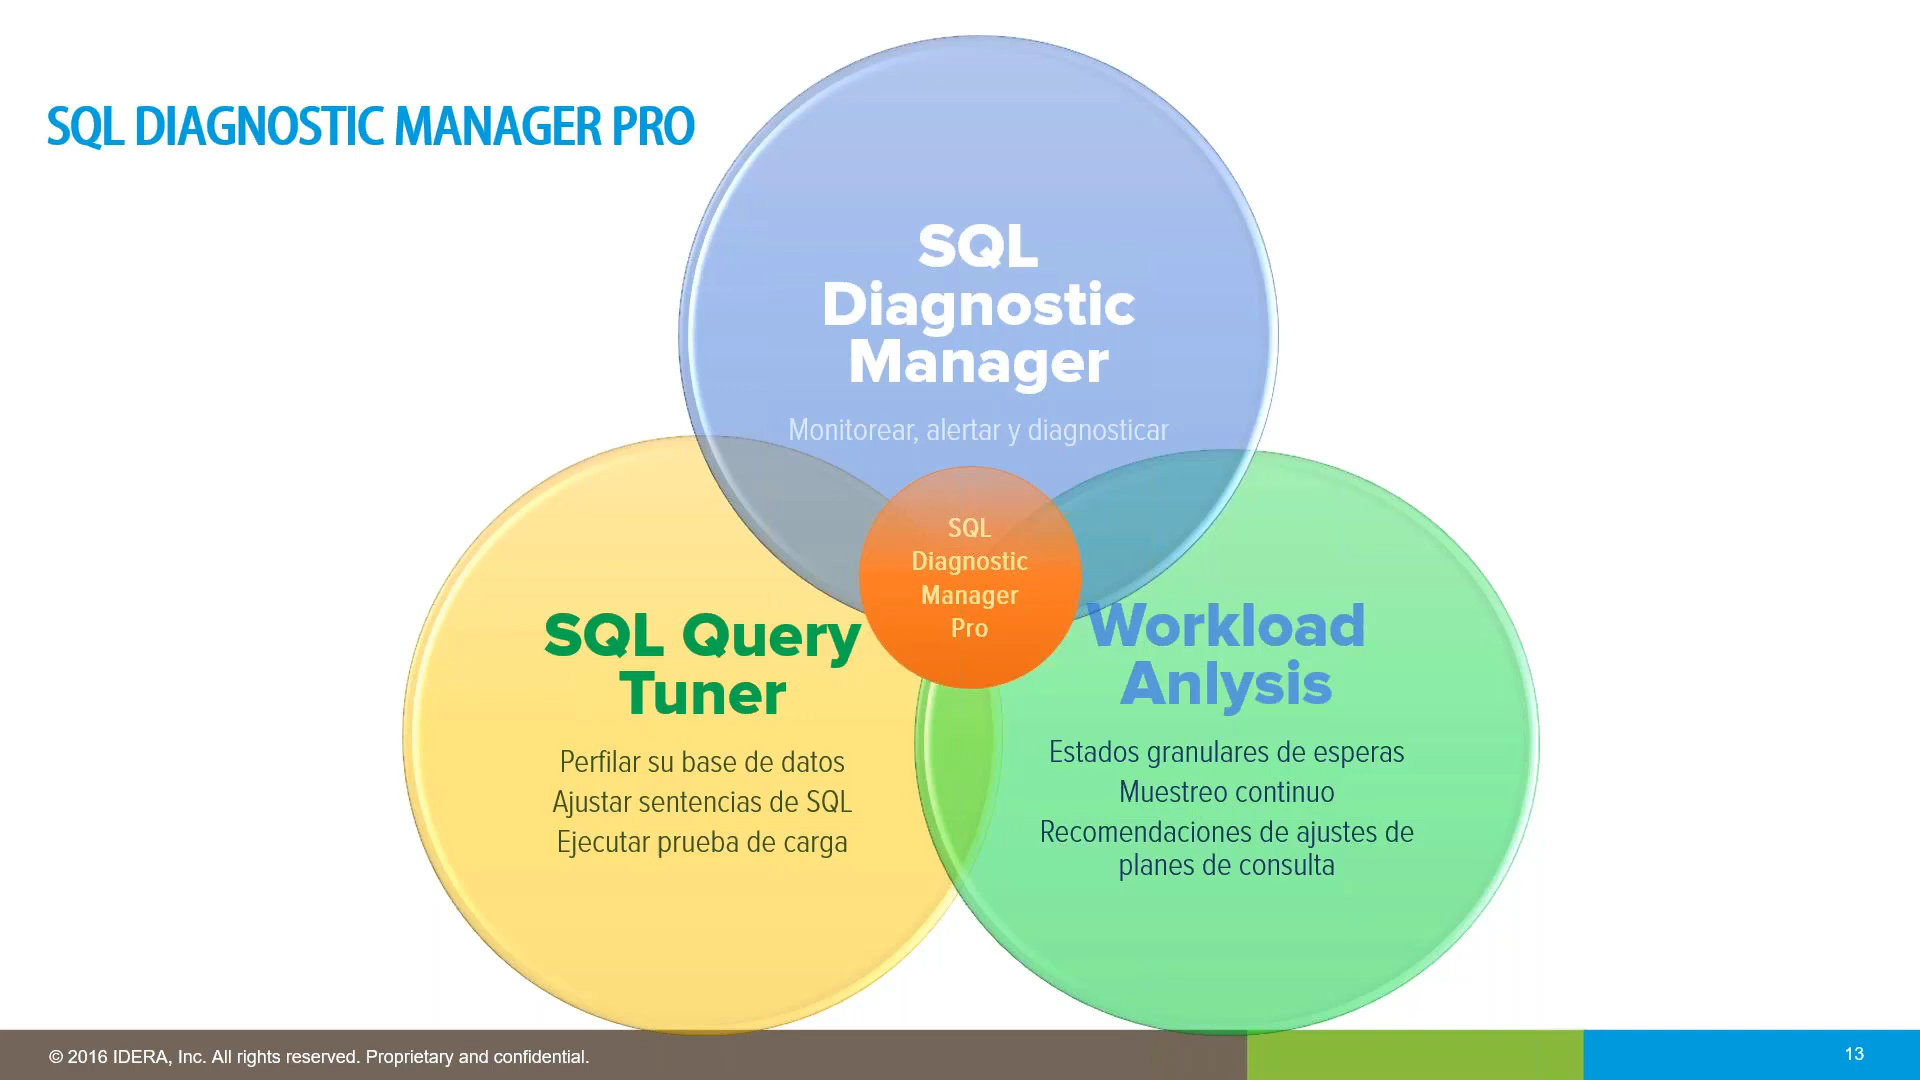 SQL DIAGNOSTIC MANAGER PRO
SQL
Diagnostic
Manager
Monitorear, alertar y diagnosticar
SQL
Diagnostic
Manager
Pro
SQL Query
Tuner
Perfilar su base de datos
Ajustar sentencias de SQL
Ejecutar prueba de carga
Workload
Anlysis
Estados granulares de esperas
Muestreo continuo
Recomendaciones de ajustes de
planes de consulta
© 2016 IDERA, Inc. All rights reserved. Proprietary and confidential.
13